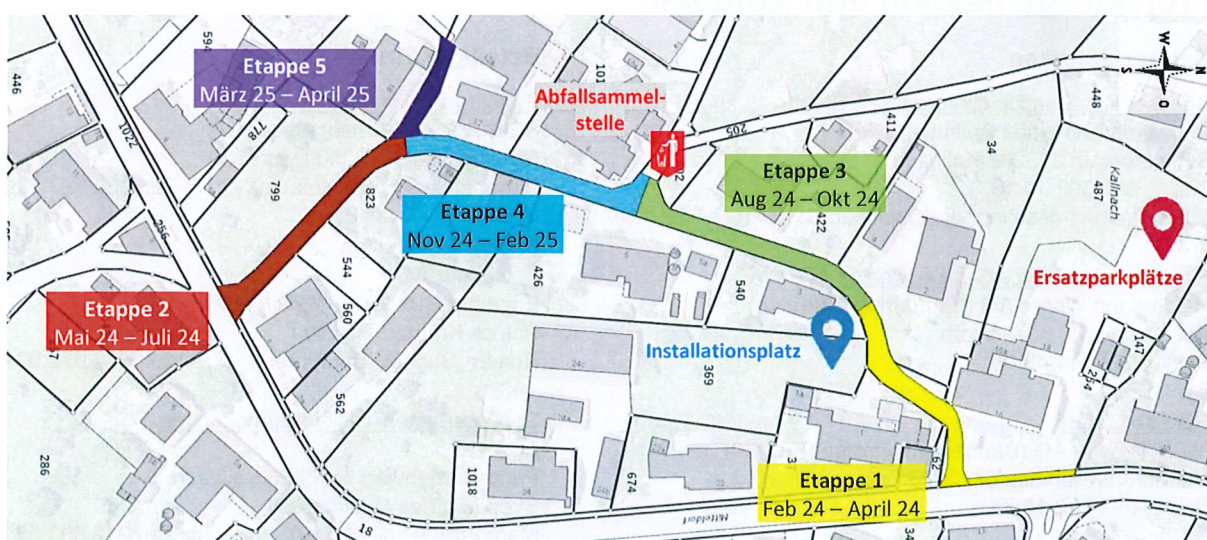 594
446
Etappe 5
März 25 – April 25
1022
778
799
823
Abfallsammel-
stelle
205
411
448
34
487
Kallnach
W
S
N
O
Etappe 3
Aug 24 – Okt 24
422
Etappe 4
Nov 24 – Feb 25
426
Ersatzparkplätze
256
544
560
562
Etappe 2
Mai 24 – Juli 24
540
Installationsplatz
369
147
264
286
1018
674
62
Etappe 1
Feb 24 – April 24
Mitteldorf
18
34